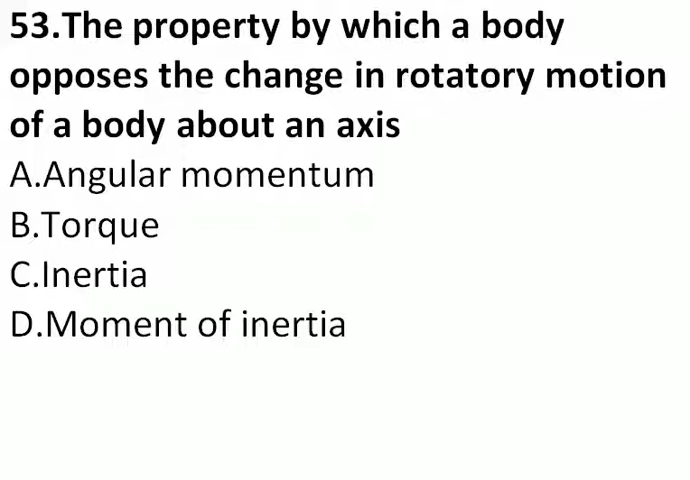 53.The property by which a body
opposes the change in rotatory motion
of a body about an axis
A.Angular momentum
B.Torque
C.Inertia
D.Moment of inertia